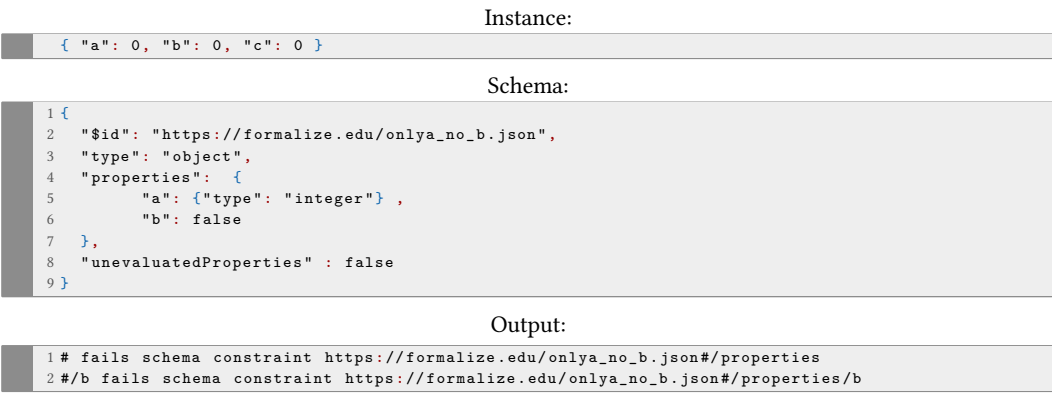 Instance:
{ "a": 0, "b": 0, "c": 0 }
Schema:
1 {
2 "$id": "https://formalize.edu/onlya_no_b.json",
3 "type": "object",
4 "properties": {
5 "a": {"type": "integer"} ,
6 "b": false
7 },
8 "unevaluatedProperties" : false
9 }
Output:
1 # fails schema constraint https://formalize.edu/onlya_no_b.json#/properties
2 #/b fails schema constraint https://formalize.edu/onlya_no_b.json#/properties/b